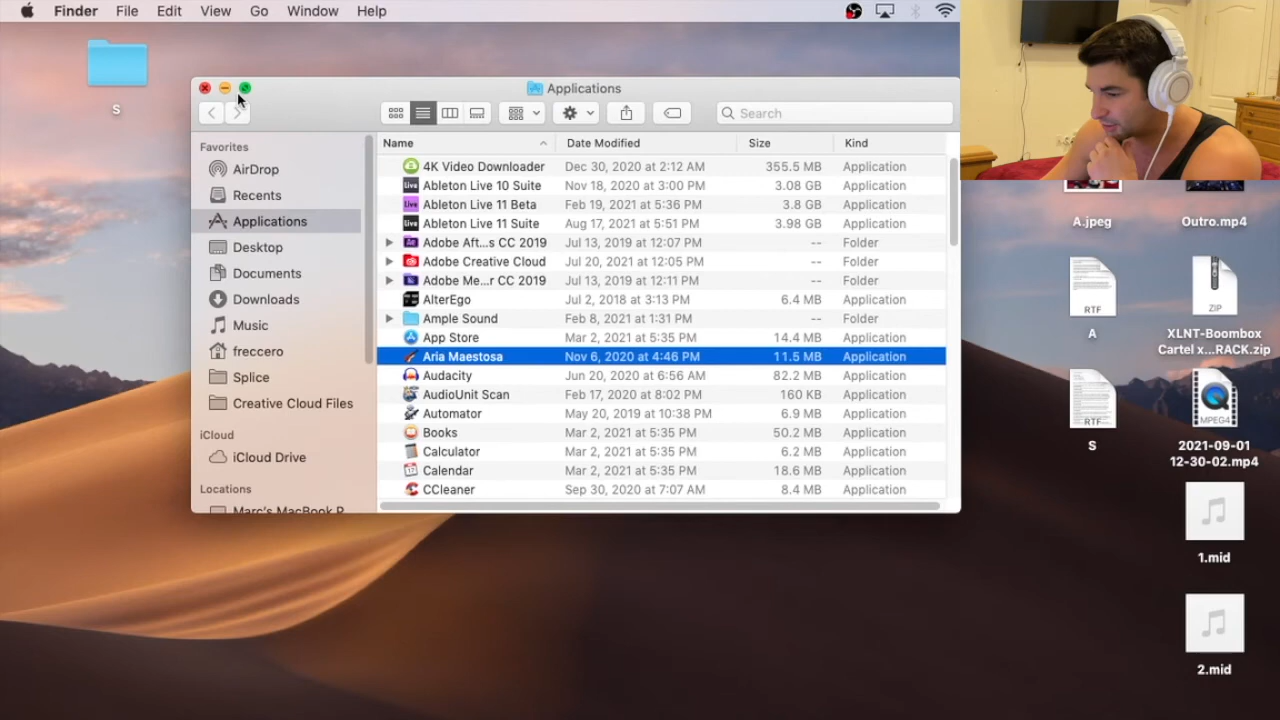 Finder File Edit View Go Window Help
S
Applications
Search
Favorites
AirDrop
Recents
Applications
Desktop
Documents
Downloads
Music
freccero
Splice
Creative Cloud Files
iCloud
iCloud Drive
Locations
Marc's MacBook P
Name Date Modified Size Kind
4K Video Downloader Dec 30, 2020 at 2:12 AM 355.5 MB Application
Live Ableton Live 10 Suite Nov 18, 2020 at 3:00 PM 3.08 GB Application
Live Ableton Live 11 Beta Feb 19, 2021 at 5:36 PM 3.8 GB Application
Live Ableton Live 11 Suite Aug 17, 2021 at 5:51 PM 3.98 GB Application
Adobe Aft...s CC 2019 Jul 13, 2019 at 12:07 PM -- Folder
Adobe Creative Cloud Jul 20, 2021 at 12:05 PM -- Folder
Adobe Me...r CC 2019 Jul 13, 2019 at 12:11 PM -- Folder
AlterEgo Jul 2, 2018 at 3:13 PM 6.4 MB Application
Ample Sound Feb 8, 2021 at 1:31 PM -- Folder
App Store Mar 2, 2021 at 5:35 PM 14.4 MB Application
Aria Maestosa Nov 6, 2020 at 4:46 PM 11.5 MB Application
Audacity Jun 20, 2020 at 6:56 AM 82.2 MB Application
AudioUnit Scan Feb 17, 2020 at 8:02 PM 160 KB Application
Automator May 20, 2019 at 10:38 PM 6.9 MB Application
Books Mar 2, 2021 at 5:35 PM 50.2 MB Application
Calculator Mar 2, 2021 at 5:35 PM 6.2 MB Application
17 Calendar Mar 2, 2021 at 5:35 PM 18.6 MB Application
CCleaner Sep 30, 2020 at 7:07 AM 8.4 MB Application
A.jpeg
Outro.mp4
RTF
A
ZIP
XLNT-Boombox
Cartel x...RACK.zip
RTF
S
MPEG4
2021-09-01
12-30-02.mp4
1.mid
2.mid